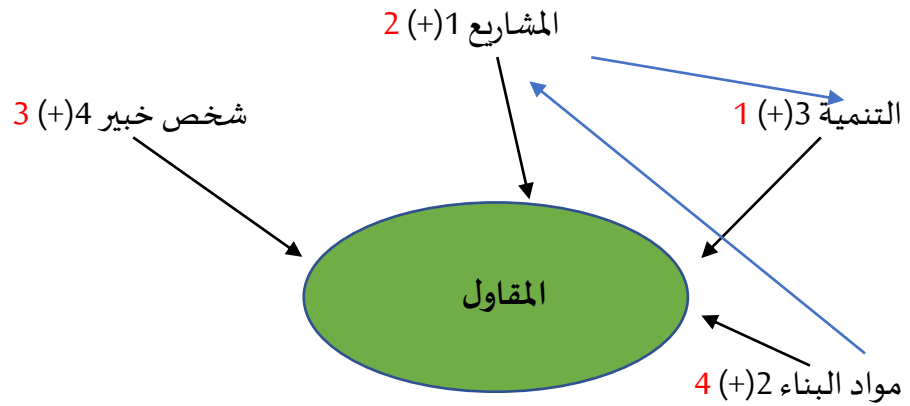 المشاريع 1(+) 2
شخص خبير 4(+) 3
التنمية 3(+) 1
المقاول
مواد البناء 2(+) 4